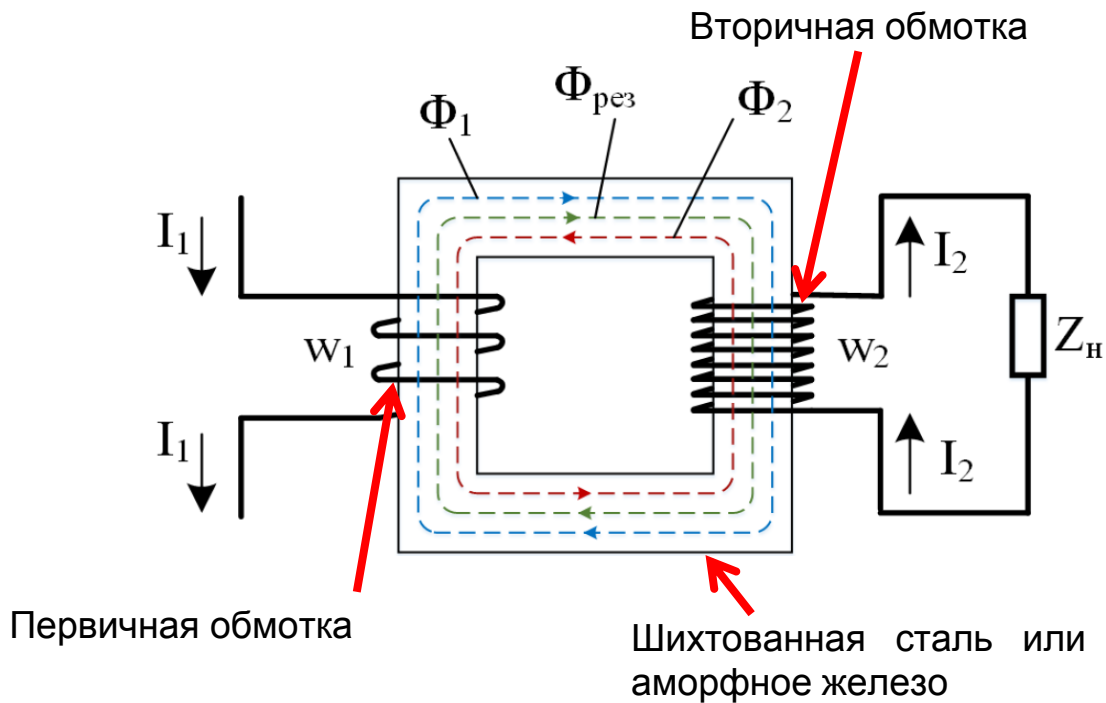 Вторичная обмотка
Φ₁
Φрез
Φ₂
I₁
I₂
w₁
w₂
Zн
I₁
I₂
Первичная обмотка
Шихтованная сталь или
аморфное железо